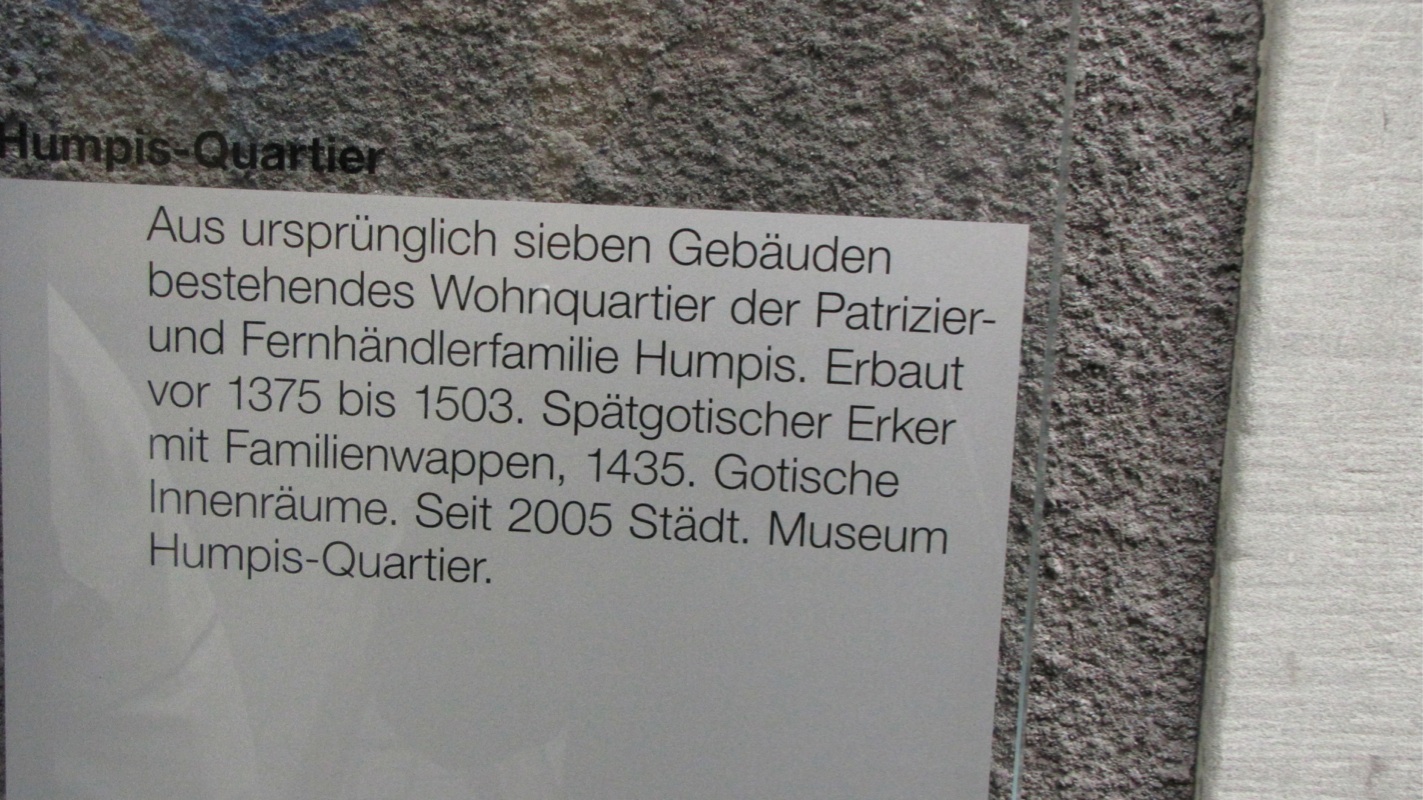 Humpis-Quartier
Aus ursprünglich sieben Gebäuden
bestehendes Wohnquartier der Patrizier-
und Fernhändlerfamilie Humpis. Erbaut
vor 1375 bis 1503. Spätgotischer Erker
mit Familienwappen, 1435. Gotische
Innenräume. Seit 2005 Städt. Museum
Humpis-Quartier.